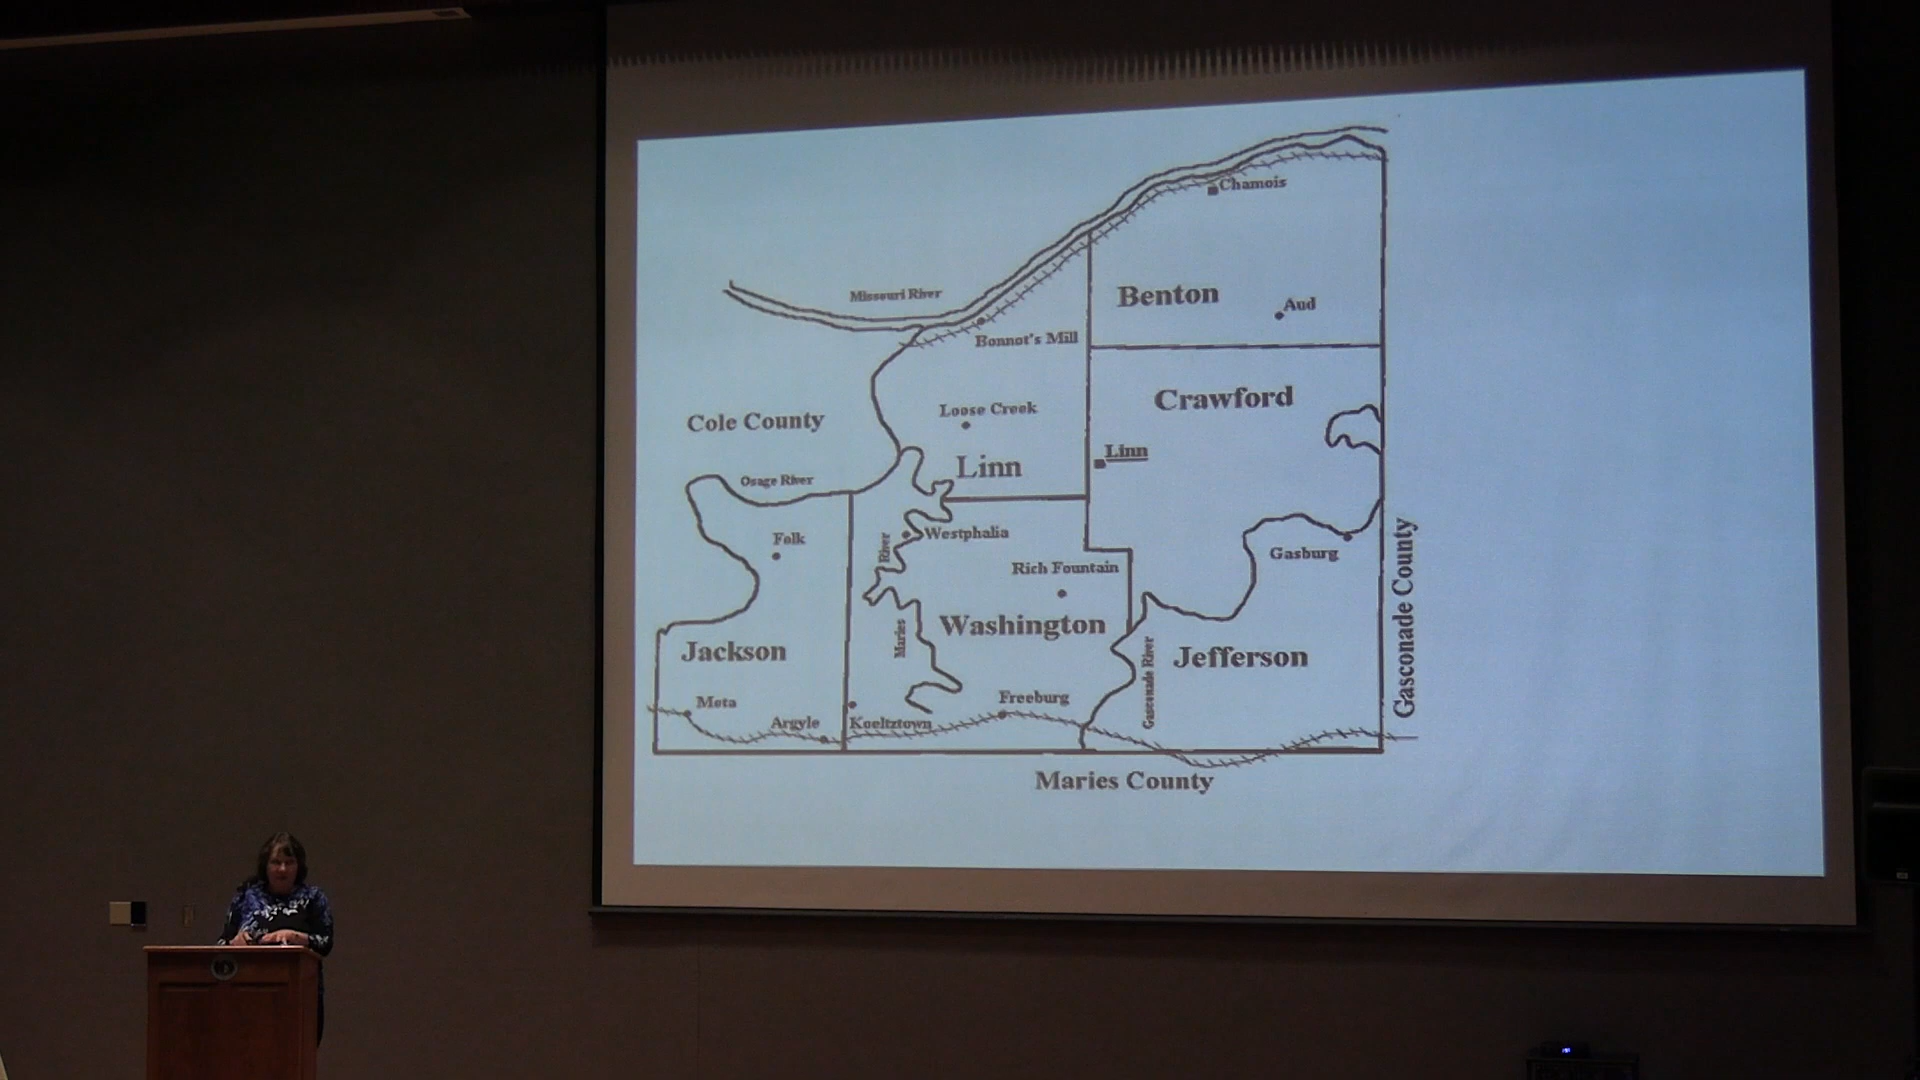 Chamois
Missouri River
Benton
Aud
Bonnot's Mill
Crawford
Loose Creek
Cole County
Linn
Linn
Osage River
Westphalia
Folk
River
Gasburg
Rich Fountain
Gasconade County
Washington
Maries
Jackson
Jefferson
Gasconade River
Meta
Freeburg
Argyle
Koeltztown
Maries County